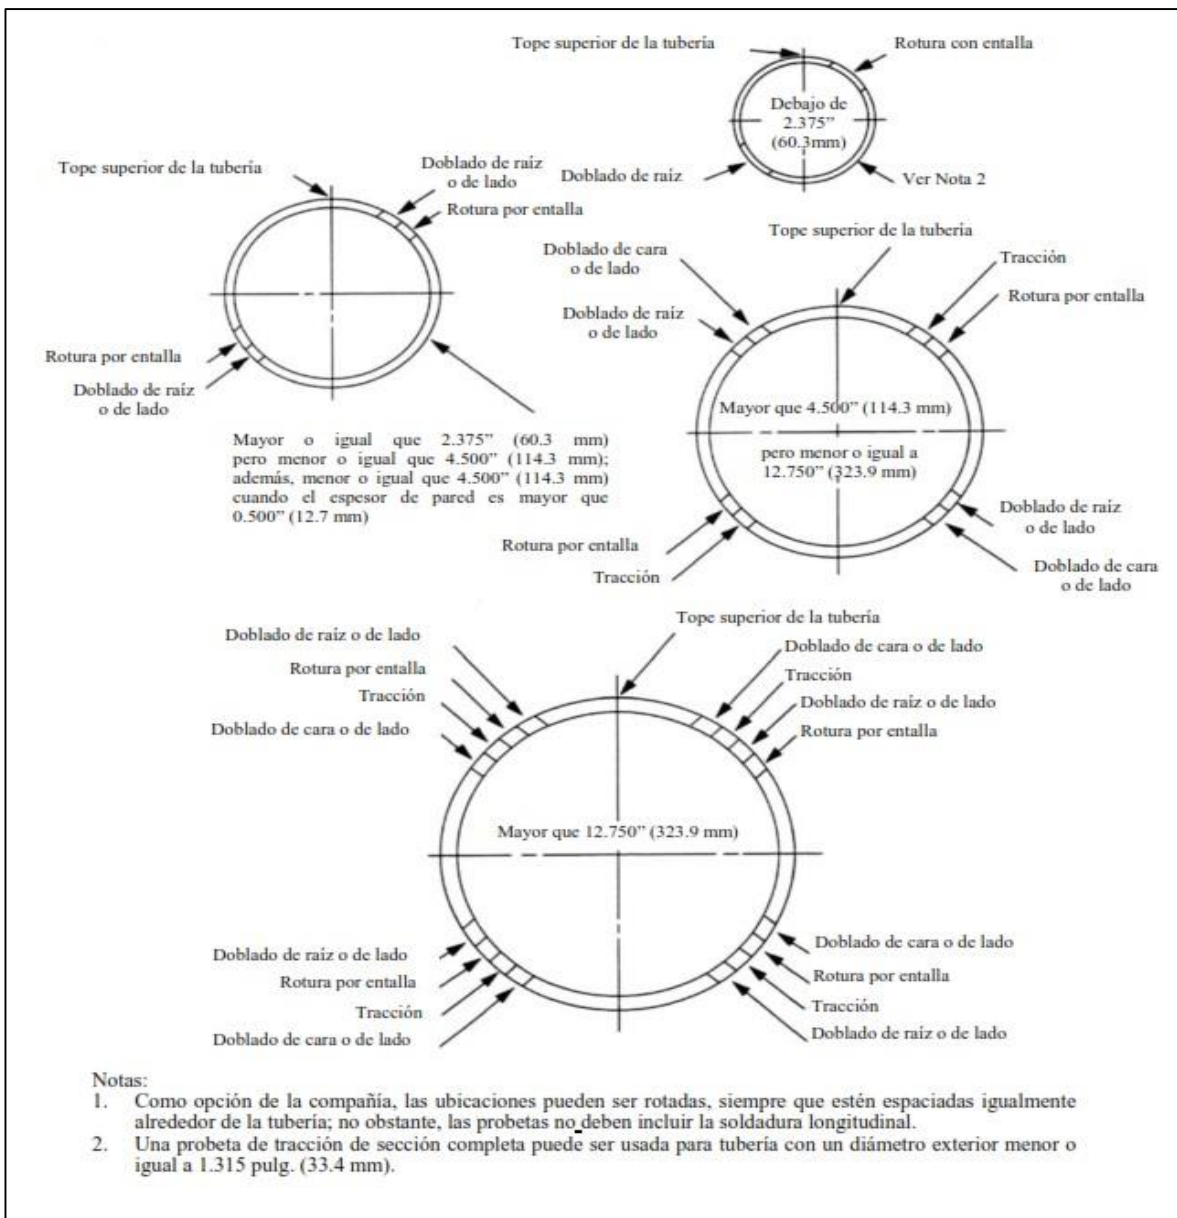 Tope superior de la tubería
Rotura con entalla
Debajo de
2.375”
(60.3mm)
Doblado de raíz
Ver Nota 2
Tope superior de la tubería
Doblado de raíz
o de lado
Rotura por entalla
Rotura por entalla
Doblado de raíz
o de lado
Mayor o igual que 2.375” (60.3 mm)
pero menor o igual que 4.500” (114.3 mm);
además, menor o igual que 4.500” (114.3 mm)
cuando el espesor de pared es mayor que
0.500” (12.7 mm)
Tope superior de la tuberia
Doblado de cara
o de lado
Doblado de raíz
o de lado
Tracción
Rotura por entalla
Mayor que 4.500” (114.3 mm)
pero menor o igual a
12.750” (323.9 mm)
Rotura por entalla
Tracción
Doblado de raíz
o de lado
Doblado de cara
o de lado
Tope superior de la tubería
Doblado de raíz o de lado
Rotura por entalla
Tracción
Doblado de cara o de lado
Doblado de cara o de lado
Tracción
Doblado de raíz o de lado
Rotura por entalla
Mayor que 12.750” (323.9 mm)
Doblado de raíz o de lado
Rotura por entalla
Tracción
Doblado de cara o de lado
Doblado de cara o de lado
Rotura por entalla
Tracción
Doblado de raíz o de lado
Notas:
1. Como opción de la compañía, las ubicaciones pueden ser rotadas, siempre que estén espaciadas igualmente
alrededor de la tubería; no obstante, las probetas no deben incluir la soldadura longitudinal.
2. Una probeta de tracción de sección completa puede ser usada para tubería con un diámetro exterior menor o
igual a 1.315 pulg. (33.4 mm).